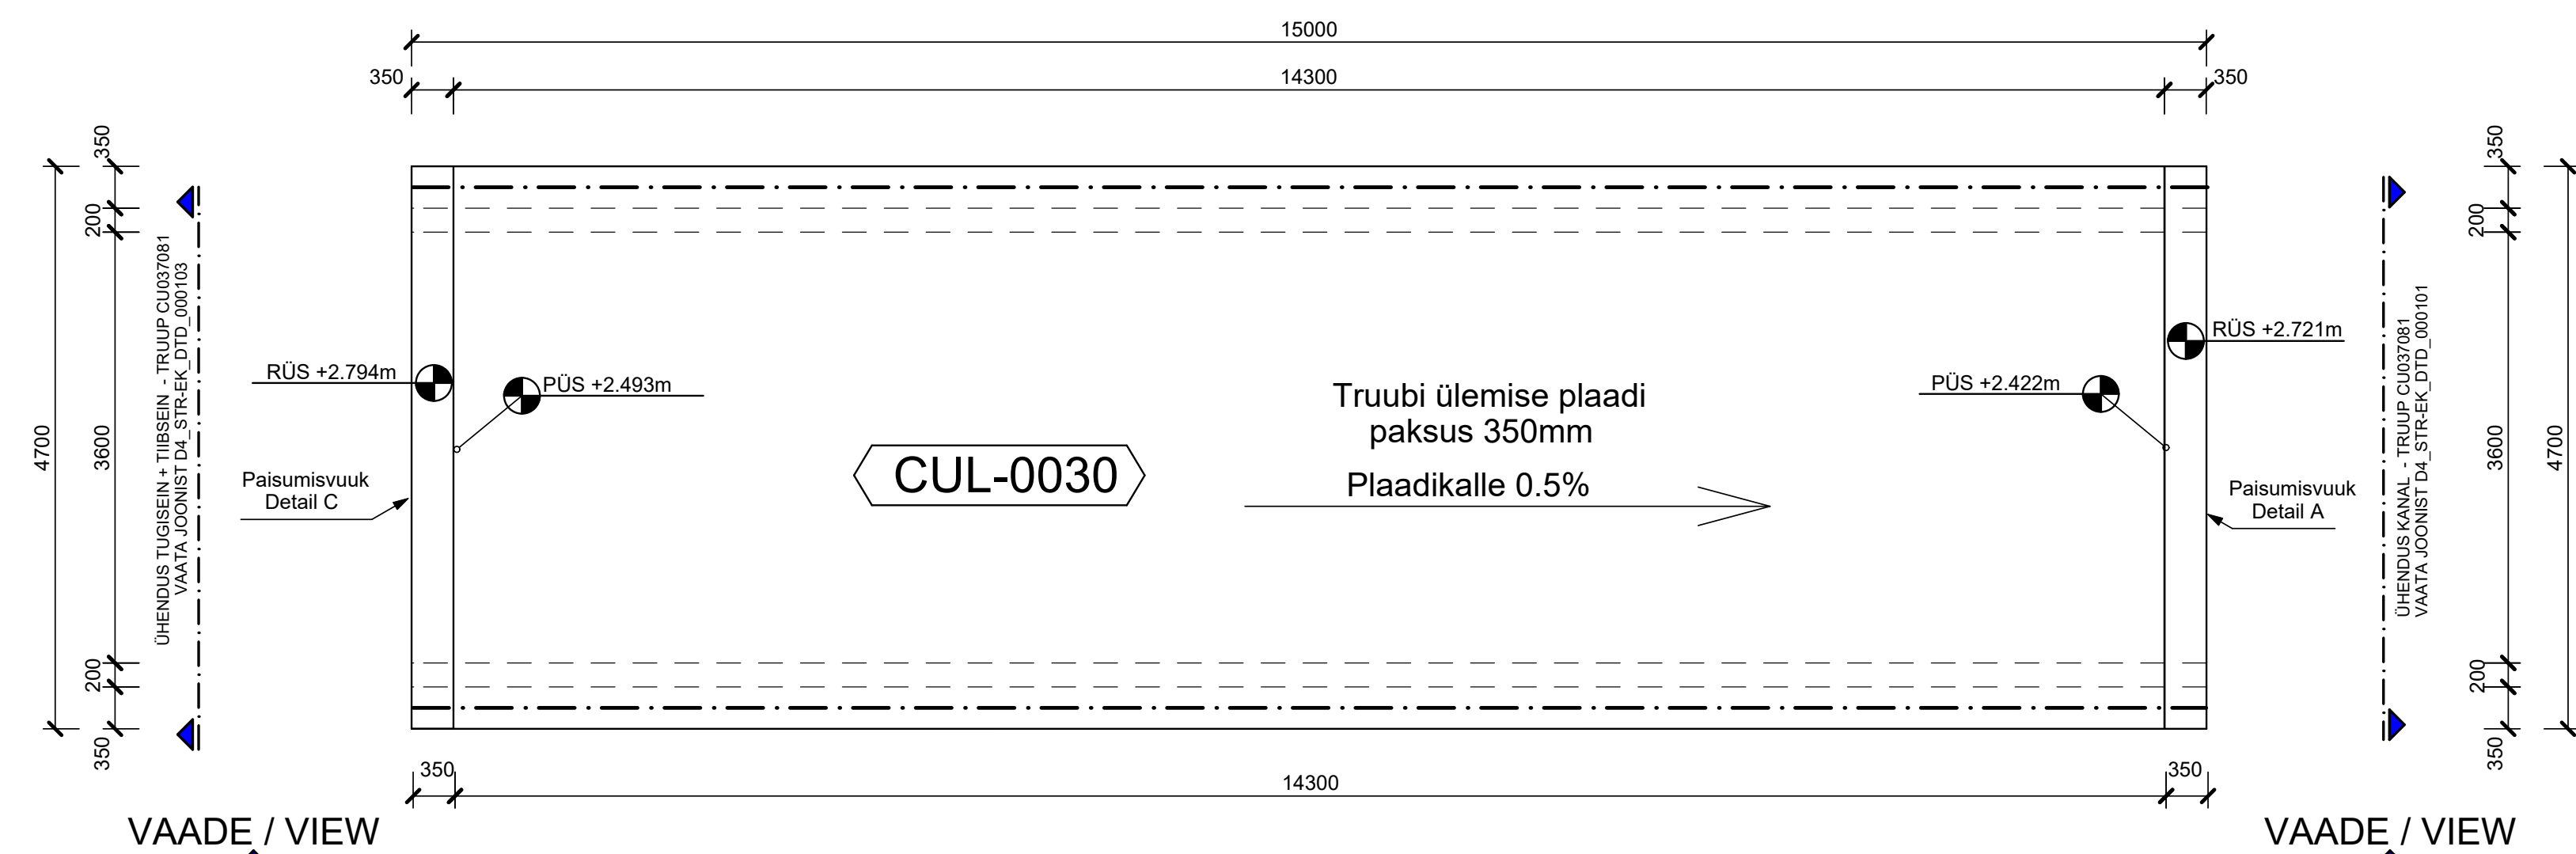 15000
350
14300
350
350
200
3600
200
350
4700
ÜHENDUS TUGISEIN + TIIBSEIN - TRUUP CU037081
VAATA JOONIST D4_STR-EK_DTD_000103
RÜS +2.794m
PÜS +2.493m
Paisumisvuuk
Detail C
CUL-0030
Truubi ülemise plaadi
paksus 350mm
Plaadikalle 0.5%
PÜS +2.422m
RÜS +2.721m
Paisumisvuuk
Detail A
ÜHENDUS KANAL - TRUUP CU037081
VAATA JOONIST D4_STR-EK_DTD_000101
350
200
3600
200
350
4700
350
14300
350
VAADE / VIEW
VAADE / VIEW